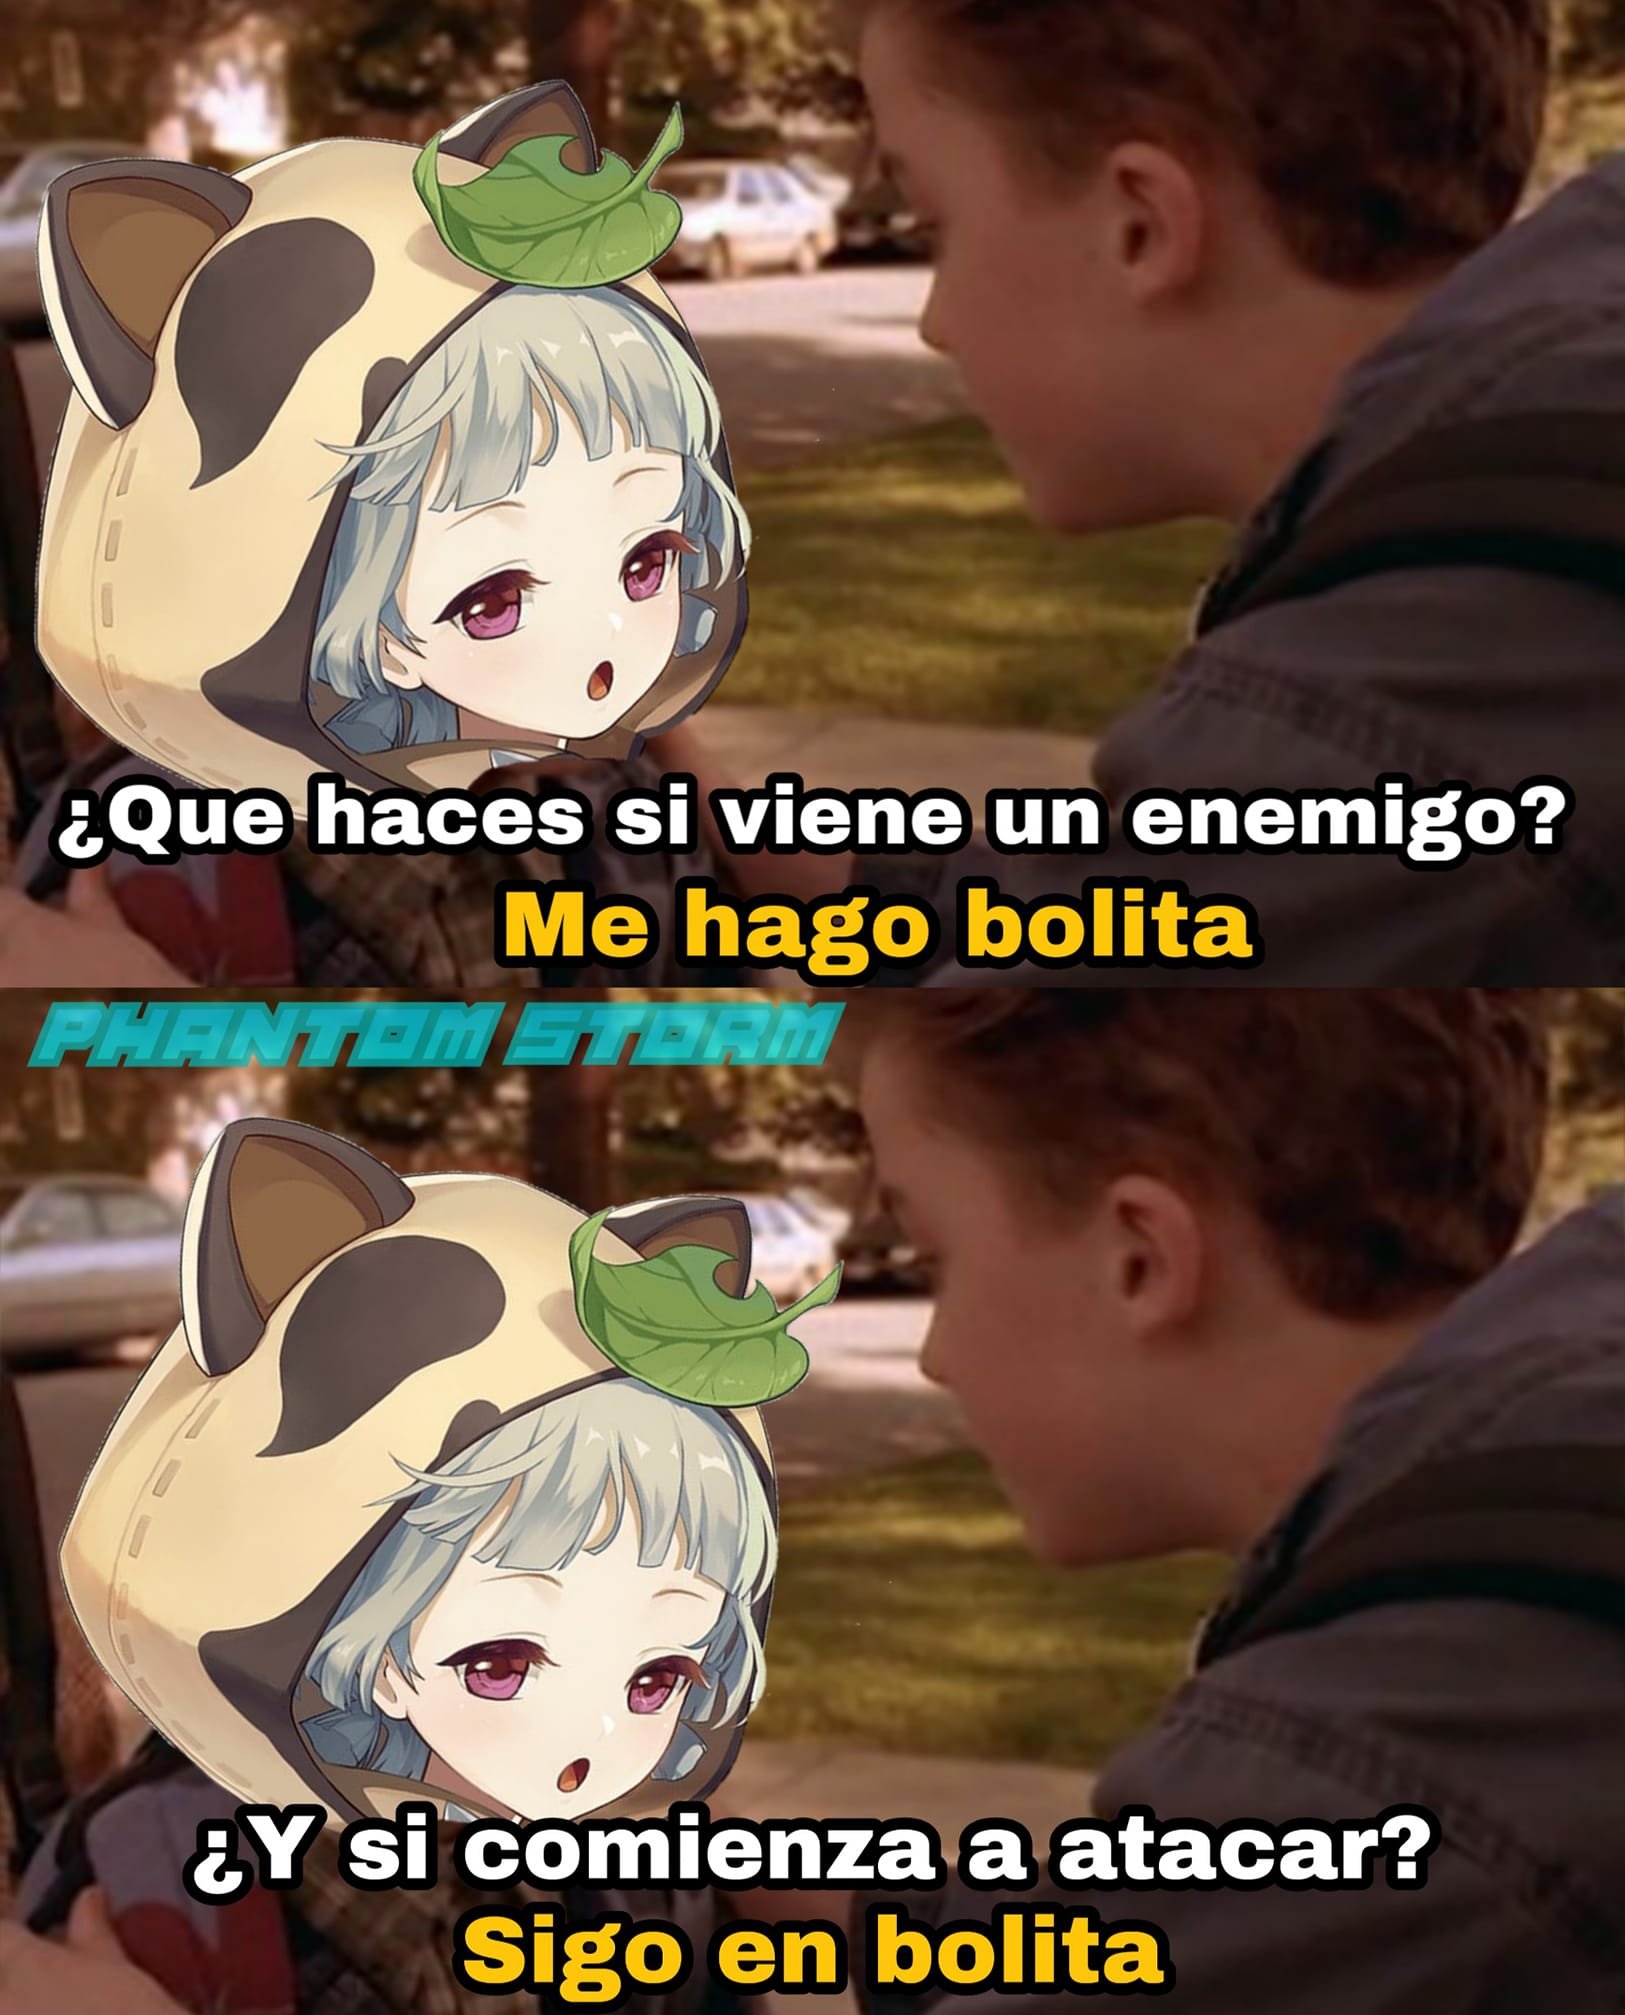 ¿Que haces si viene un enemigo?
Me hago bolita
PHANTOM STORM
¿Y si comienza a atacar?
Sigo en bolita